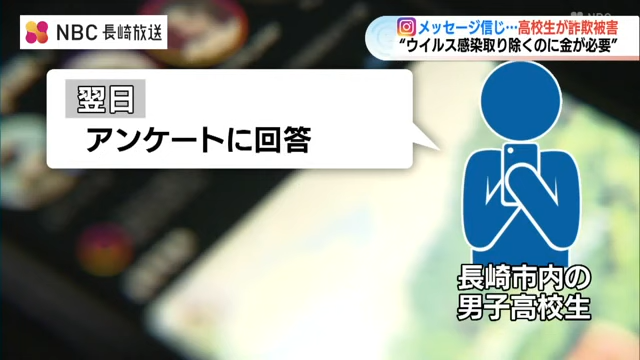 NBC 長崎放送
NBC
メッセージ信じ…高校生が詐欺被害
“ウイルス感染取り除くのに金が必要”
翌日
アンケートに回答
長崎市内の
男子高校生